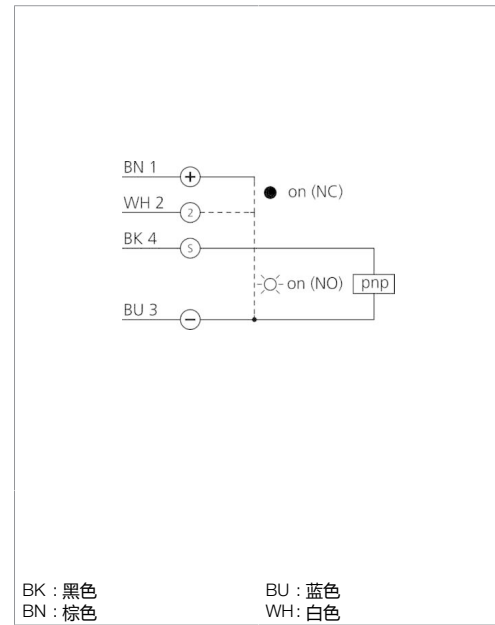 BN 1
+
● on (NC)
WH 2
2
BK 4
S
on (NO)
pnp
BU 3
−
BK : 黑色
BU : 蓝色
BN : 棕色
WH : 白色